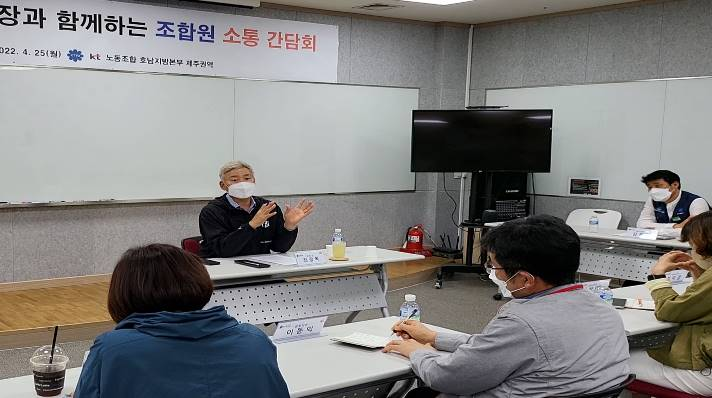 장과 함께하는 조합원 소통 간담회
2022. 4. 25(월) kt 노동조합 호남지방본부 제주권역